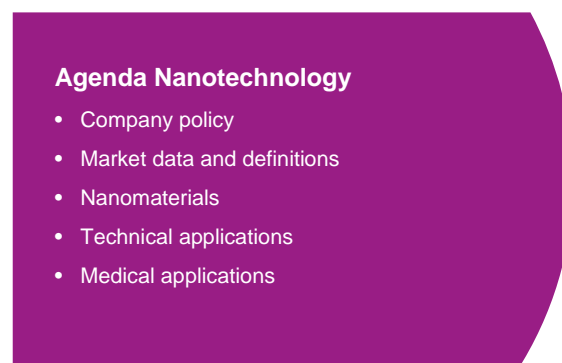 Agenda Nanotechnology
• Company policy
• Market data and definitions
• Nanomaterials
• Technical applications
• Medical applications